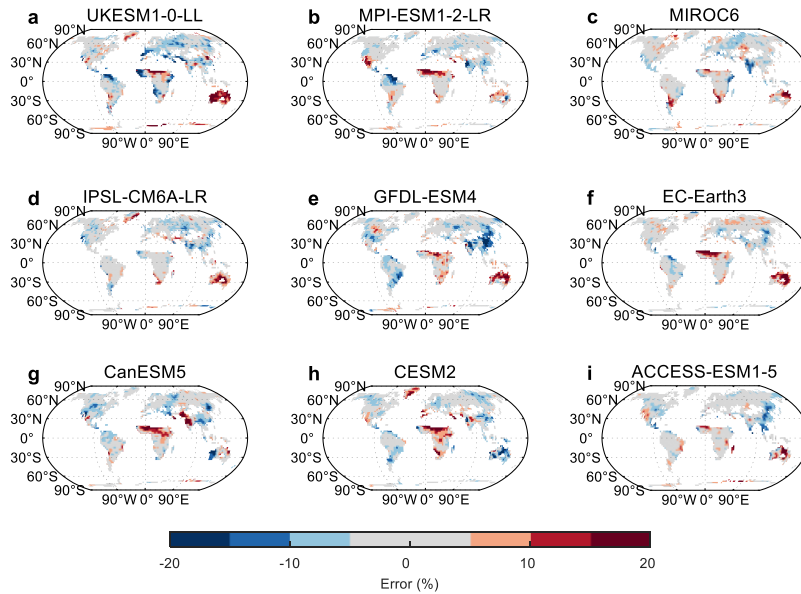 a UKESM1-0-LL
90°N
60°N
30°N
0°
30°S
60°S
90°S
90°W 0° 90°E
b MPI-ESM1-2-LR
90°N
60°N
30°N
0°
30°S
60°S
90°S
90°W 0° 90°E
c MIROC6
90°N
60°N
30°N
0°
30°S
60°S
90°S
90°W 0° 90°E
d IPSL-CM6A-LR
90°N
60°N
30°N
0°
30°S
60°S
90°S
90°W 0° 90°E
e GFDL-ESM4
90°N
60°N
30°N
0°
30°S
60°S
90°S
90°W 0° 90°E
f EC-Earth3
90°N
60°N
30°N
0°
30°S
60°S
90°S
90°W 0° 90°E
g CanESM5
90°N
60°N
30°N
0°
30°S
60°S
90°S
90°W 0° 90°E
h CESM2
90°N
60°N
30°N
0°
30°S
60°S
90°S
90°W 0° 90°E
i ACCESS-ESM1-5
90°N
60°N
30°N
0°
30°S
60°S
90°S
90°W 0° 90°E
-20 -10 0 10 20
Error (%)